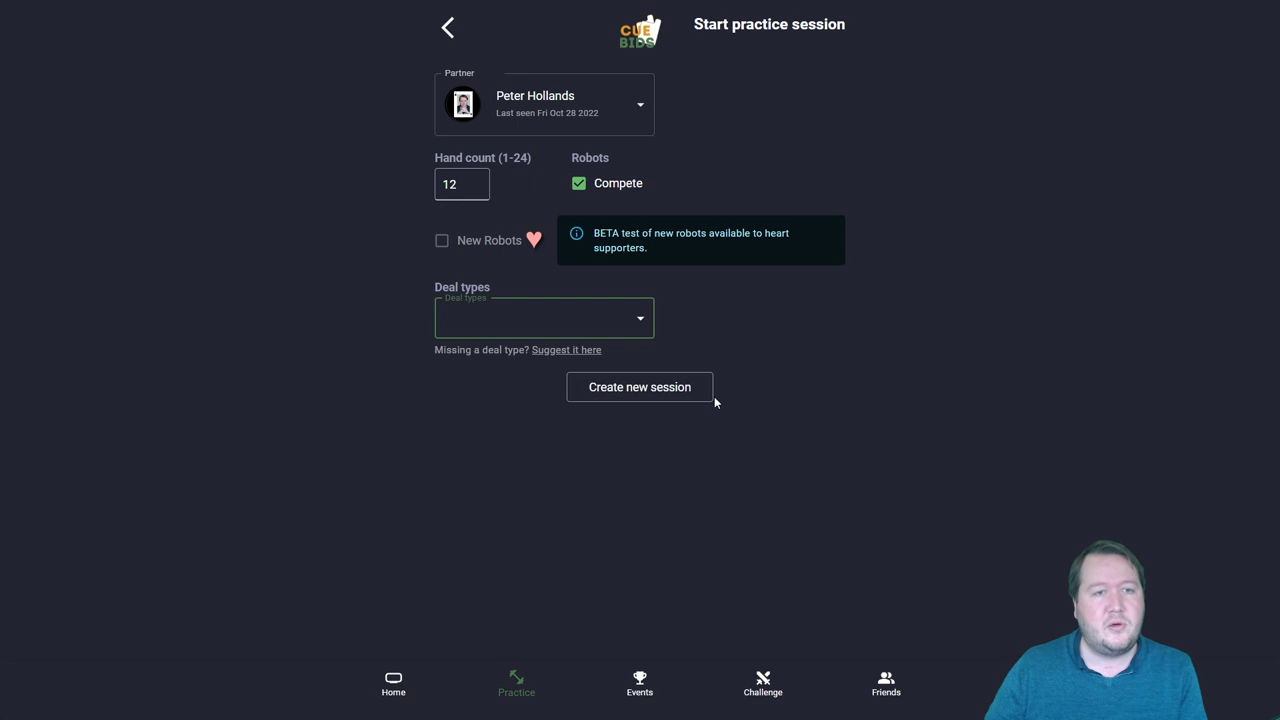 CUE
BIDS
Start practice session
Partner
Peter Hollands
Last seen Fri Oct 28 2022
Hand count (1-24)
Robots
12
Compete
New Robots
BETA test of new robots available to heart
supporters.
Deal types
Deal types
Missing a deal type? Suggest it here
Create new session
Home
Practice
Events
Challenge
Friends